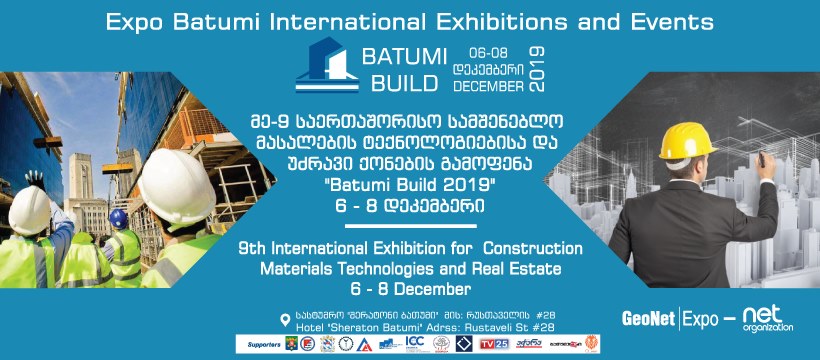 Expo Batumi International Exhibitions and Events
BATUMI
BUILD
06-08
დეკემბერი
DECEMBER
2019
მე-9 საერთაშორისო სამშენებლო
მასალების ტექნოლოგიებისა და
უძრავი ქონების გამოფენა
"Batumi Build 2019"
6 - 8 დეკემბერი
9th International Exhibition for Construction
Materials Technologies and Real Estate
6 - 8 December
სასტუმრო "შერატონი ბათუმი" მის: რუსთაველის #28
Hotel "Sheraton Batumi" Adrss: Rustaveli St #28
GeoNet Expo – net
organization
Supporters
ICC
TV25